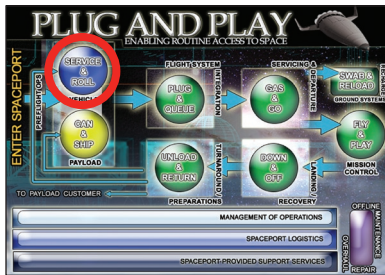 PLUG AND PLAY
ENABLING ROUTINE ACCESS TO SPACE
ENTER SPACEPORT
PREFLIGHT OPS
SERVICE
&
ROLL
VEHICLE
CAN
&
SHIP
PAYLOAD
FLIGHT SYSTEM
PLUG
&
QUEUE
INTEGRATION
SERVICING &
GAS
&
GO
DEPARTURE
SWAB &
RELOAD
EXCHANGE
GROUND SYSTEMS
FLY
&
PLAY
MISSION
CONTROL
UNLOAD
&
RETURN
TURNAROUND/
PREPARATIONS
DOWN
&
OFF
LANDING/
RECOVERY
TO PAYLOAD CUSTOMER
MANAGEMENT OF OPERATIONS
SPACEPORT LOGISTICS
SPACEPORT-PROVIDED SUPPORT SERVICES
OFFLINE
MAINTENANCE
OVERHAUL
REPAIR